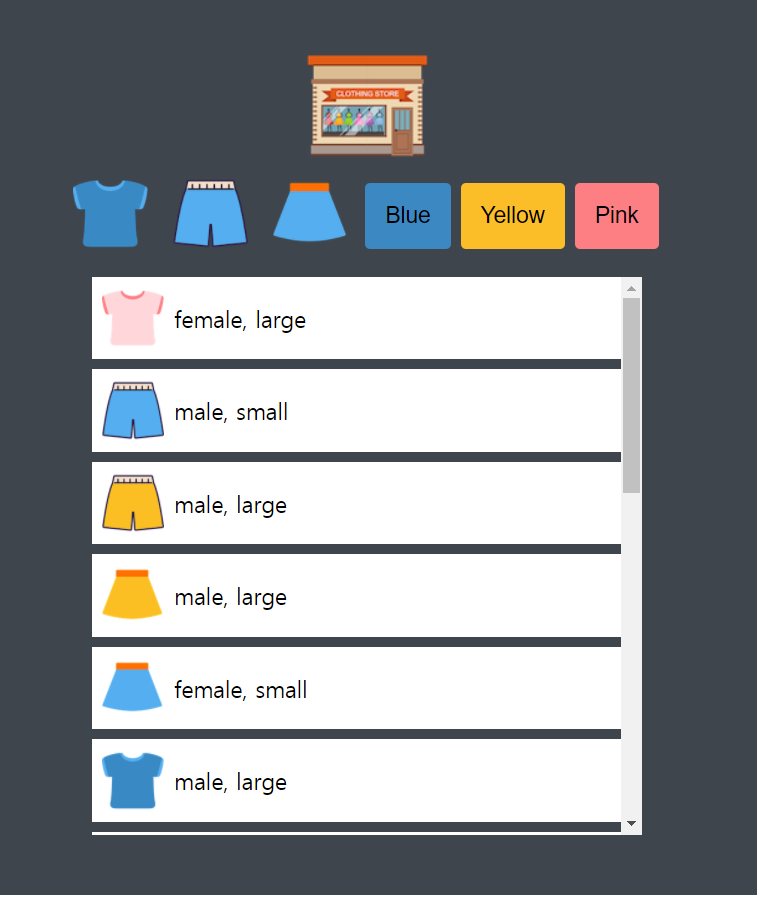 CLOTHING STORE
Blue
Yellow
Pink
female, large
male, small
male, large
male, large
female, small
male, large